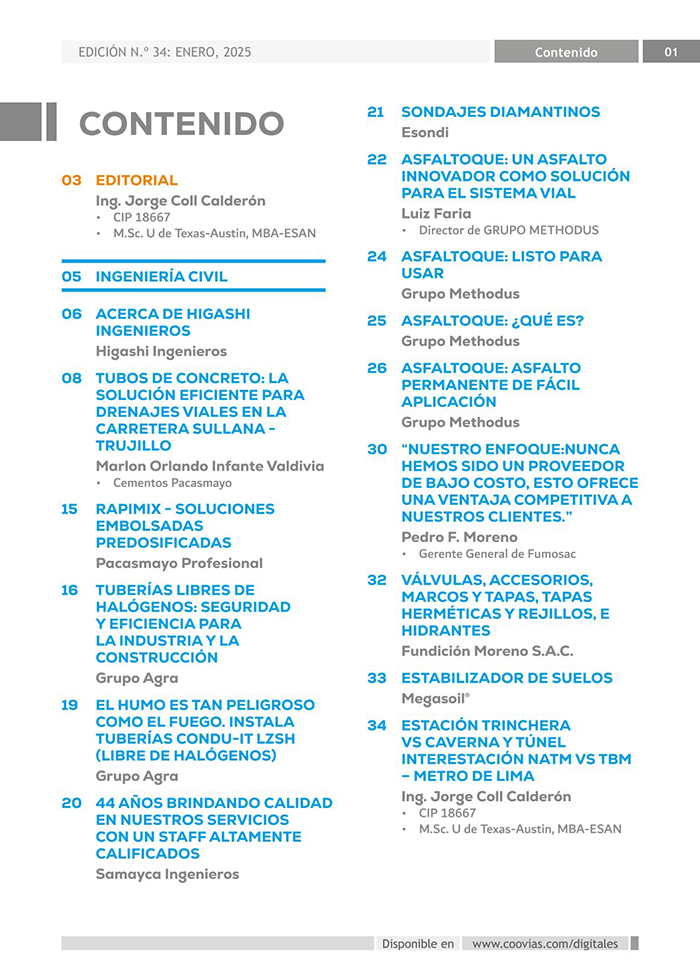 EDICIÓN N.º 34: ENERO, 2025
Contenido
01
CONTENIDO
03 EDITORIAL
Ing. Jorge Coll Calderón
• CIP 18667
• M.Sc. U de Texas-Austin, MBA-ESAN
05 INGENIERÍA CIVIL
06 ACERCA DE HIGASHI
INGENIEROS
Higashi Ingenieros
08 TUBOS DE CONCRETO: LA
SOLUCIÓN EFICIENTE PARA
DRENAJES VIALES EN LA
CARRETERA SULLANA -
TRUJILLO
Marlon Orlando Infante Valdivia
• Cementos Pacasmayo
15 RAPIMIX - SOLUCIONES
EMBOLSADAS
PREDOSIFICADAS
Pacasmayo Profesional
16 TUBERÍAS LIBRES DE
HALÓGENOS: SEGURIDAD
Y EFICIENCIA PARA
LA INDUSTRIA Y LA
CONSTRUCCIÓN
Grupo Agra
19 EL HUMO ES TAN PELIGROSO
COMO EL FUEGO. INSTALA
TUBERÍAS CONDU-IT LZSH
(LIBRE DE HALÓGENOS)
Grupo Agra
20 44 AÑOS BRINDANDO CALIDAD
EN NUESTROS SERVICIOS
CON UN STAFF ALTAMENTE
CALIFICADOS
Samayca Ingenieros
21 SONDAJES DIAMANTINOS
Esondi
22 ASFALTOQUE: UN ASFALTO
INNOVADOR COMO SOLUCIÓN
PARA EL SISTEMA VIAL
Luiz Faria
• Director de GRUPO METHODUS
24 ASFALTOQUE: LISTO PARA
USAR
Grupo Methodus
25 ASFALTOQUE: ¿QUÉ ES?
Grupo Methodus
26 ASFALTOQUE: ASFALTO
PERMANENTE DE FÁCIL
APLICACIÓN
Grupo Methodus
30 “NUESTRO ENFOQUE:NUNCA
HEMOS SIDO UN PROVEEDOR
DE BAJO COSTO, ESTO OFRECE
UNA VENTAJA COMPETITIVA A
NUESTROS CLIENTES.”
Pedro F. Moreno
• Gerente General de Fumosac
32 VÁLVULAS, ACCESORIOS,
MARCOS Y TAPAS, TAPAS
HERMÉTICAS Y REJILLOS, E
HIDRANTES
Fundición Moreno S.A.C.
33 ESTABILIZADOR DE SUELOS
Megasoil®
34 ESTACIÓN TRINCHERA
VS CAVERNA Y TÚNEL
INTERESTACIÓN NATM VS TBM
– METRO DE LIMA
Ing. Jorge Coll Calderón
• CIP 18667
• M.Sc. U de Texas-Austin, MBA-ESAN
Disponible en www.coovias.com/digitales